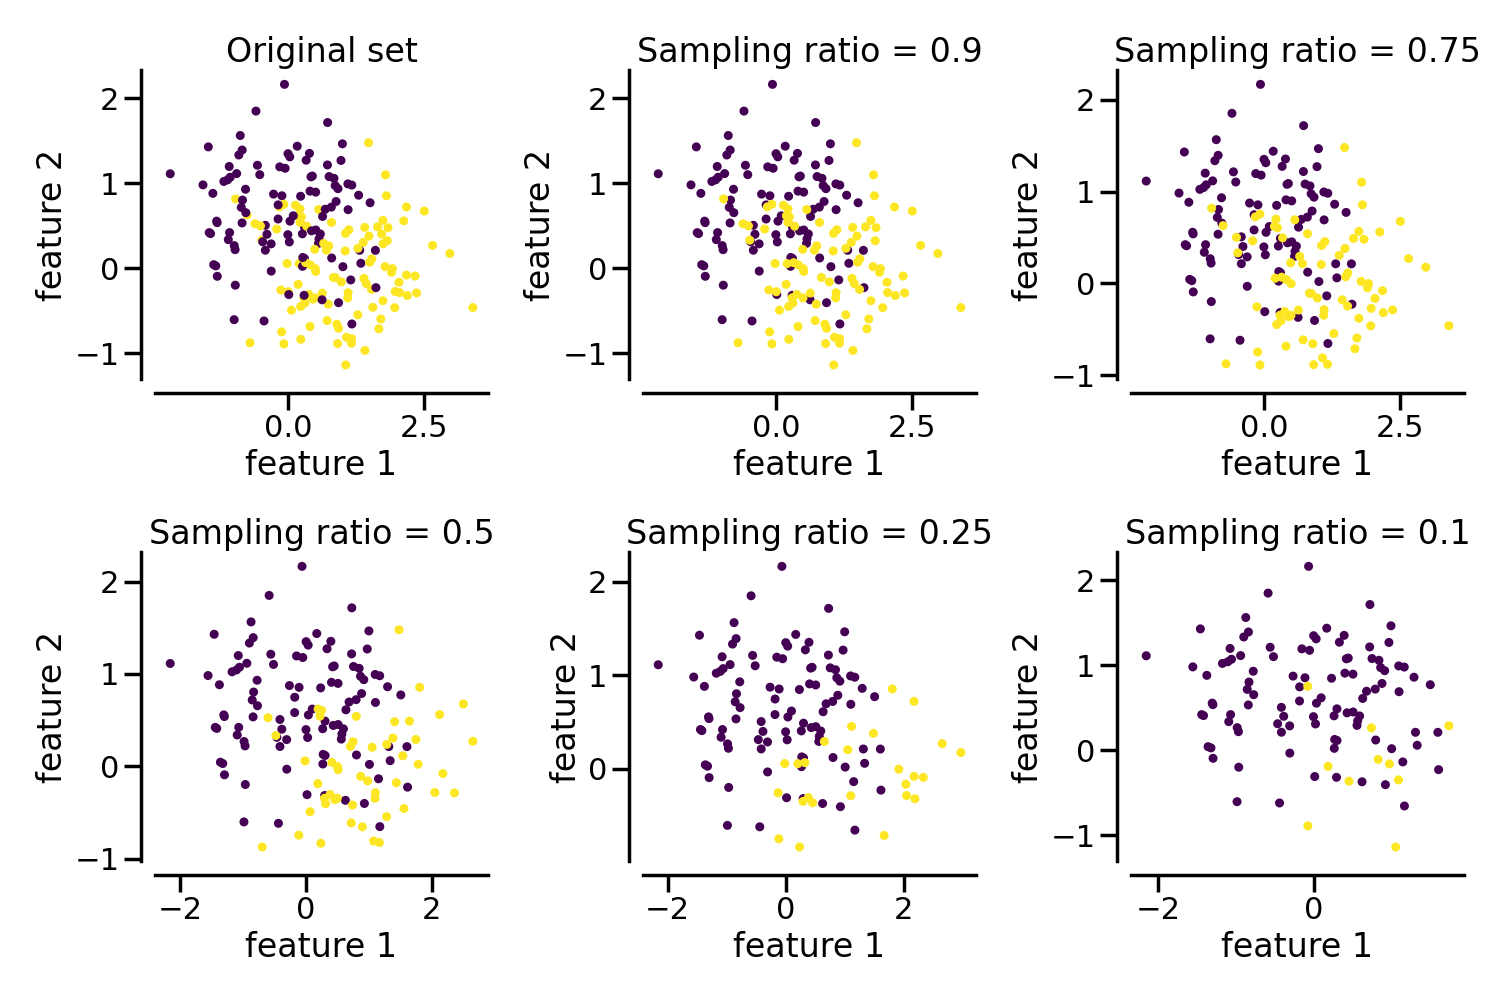 Original set
Sampling ratio = 0.9
Sampling ratio = 0.75
feature 2
2
1
0
−1
0.0
2.5
feature 1
feature 2
2
1
0
−1
0.0
2.5
feature 1
feature 2
2
1
0
−1
0.0
2.5
feature 1
Sampling ratio = 0.5
Sampling ratio = 0.25
Sampling ratio = 0.1
feature 2
2
1
0
−1
−2
0
2
feature 1
feature 2
2
1
0
−2
0
2
feature 1
feature 2
2
1
0
−1
−2
0
feature 1